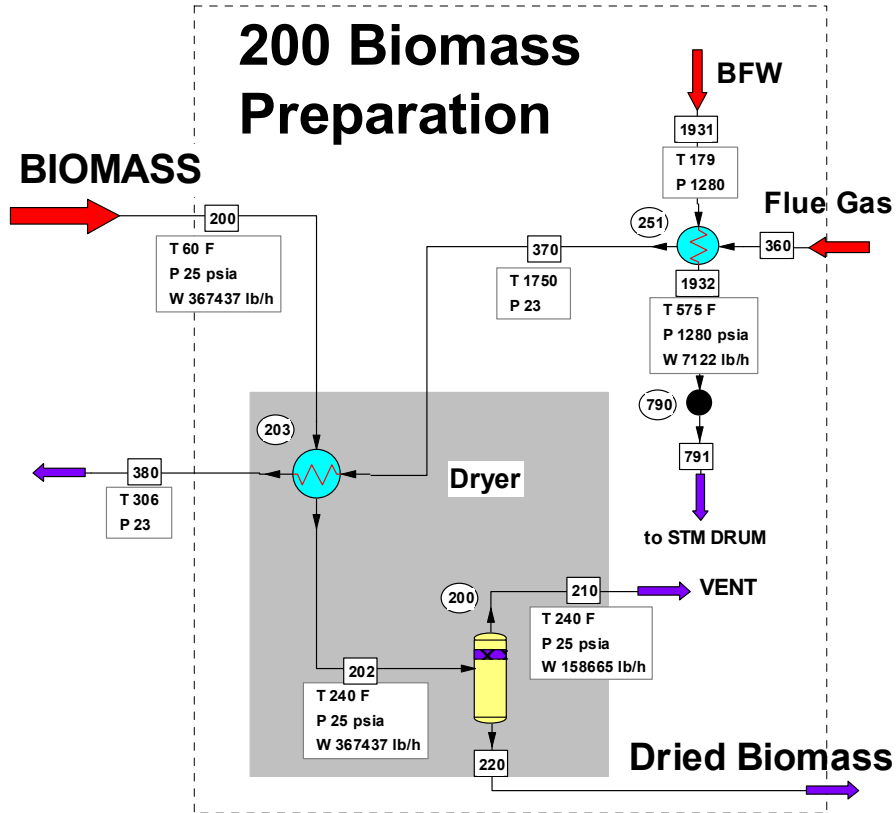 200 Biomass
Preparation
BFW
1931
T 179
P 1280
BIOMASS
200
T 60 F
P 25 psia
W 367437 lb/h
Flue Gas
251
370
360
T 1750
P 23
1932
T 575 F
P 1280 psia
W 7122 lb/h
790
791
to STM DRUM
203
380
T 306
P 23
Dryer
200
210
VENT
T 240 F
P 25 psia
W 158665 lb/h
202
T 240 F
P 25 psia
W 367437 lb/h
220
Dried Biomass